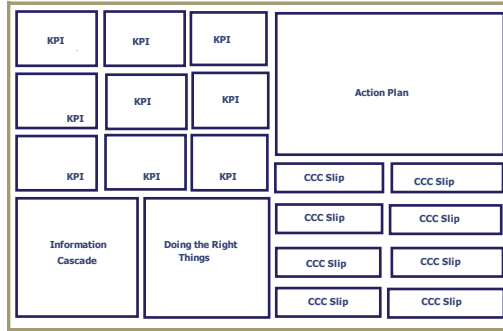 KPI
KPI
KPI
Action Plan
KPI
KPI
KPI
KPI
KPI
KPI
CCC Slip
CCC Slip
CCC Slip
CCC Slip
Information
Cascade
Doing the Right
Things
CCC Slip
CCC Slip
CCC Slip
CCC Slip